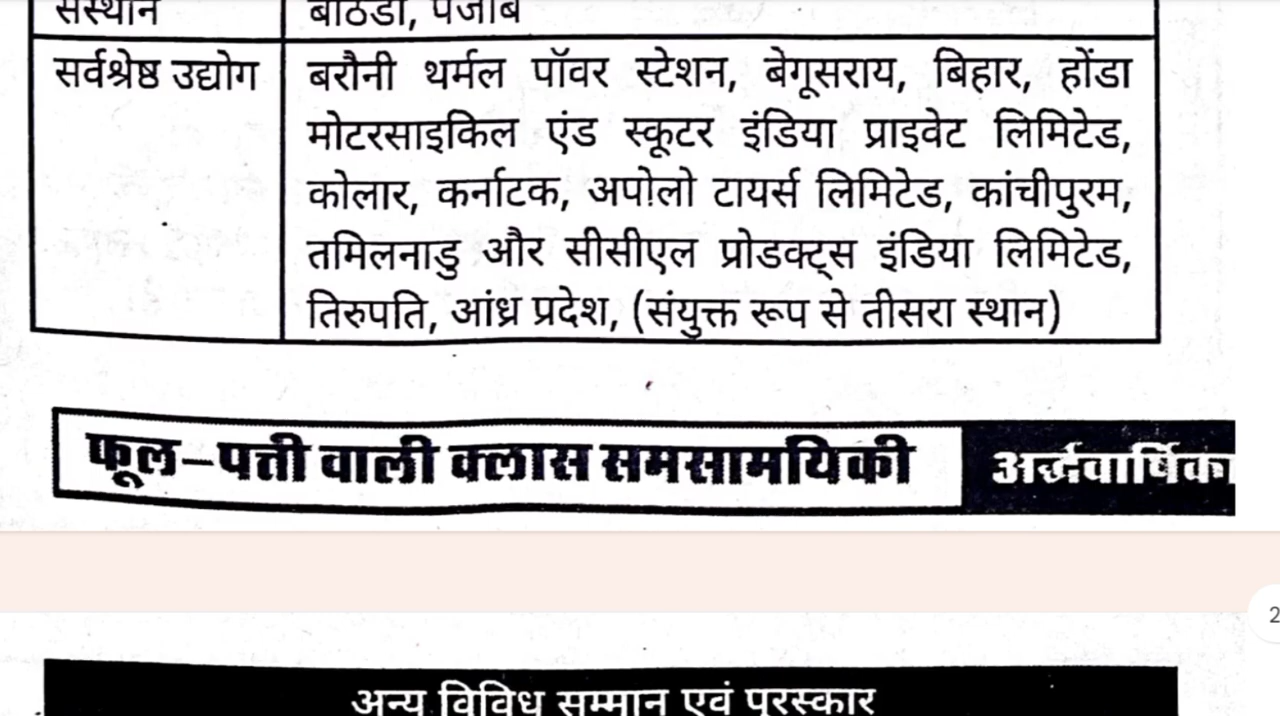 संस्थान
बठिंडा, पंजाब
सर्वश्रेष्ठ उद्योग
बरौनी थर्मल पॉवर स्टेशन, बेगूसराय, बिहार, होंडा
मोटरसाइकिल एंड स्कूटर इंडिया प्राइवेट लिमिटेड,
कोलार, कर्नाटक, अपोलो टायर्स लिमिटेड, कांचीपुरम,
तमिलनाडु और सीसीएल प्रोडक्ट्स इंडिया लिमिटेड,
तिरुपति, आंध्र प्रदेश, (संयुक्त रूप से तीसरा स्थान)
फूल–पत्ती वाली क्लास समसामयिकी
अर्द्धवार्षिका
2
अन्य विविध सम्मान एवं पुरस्कार